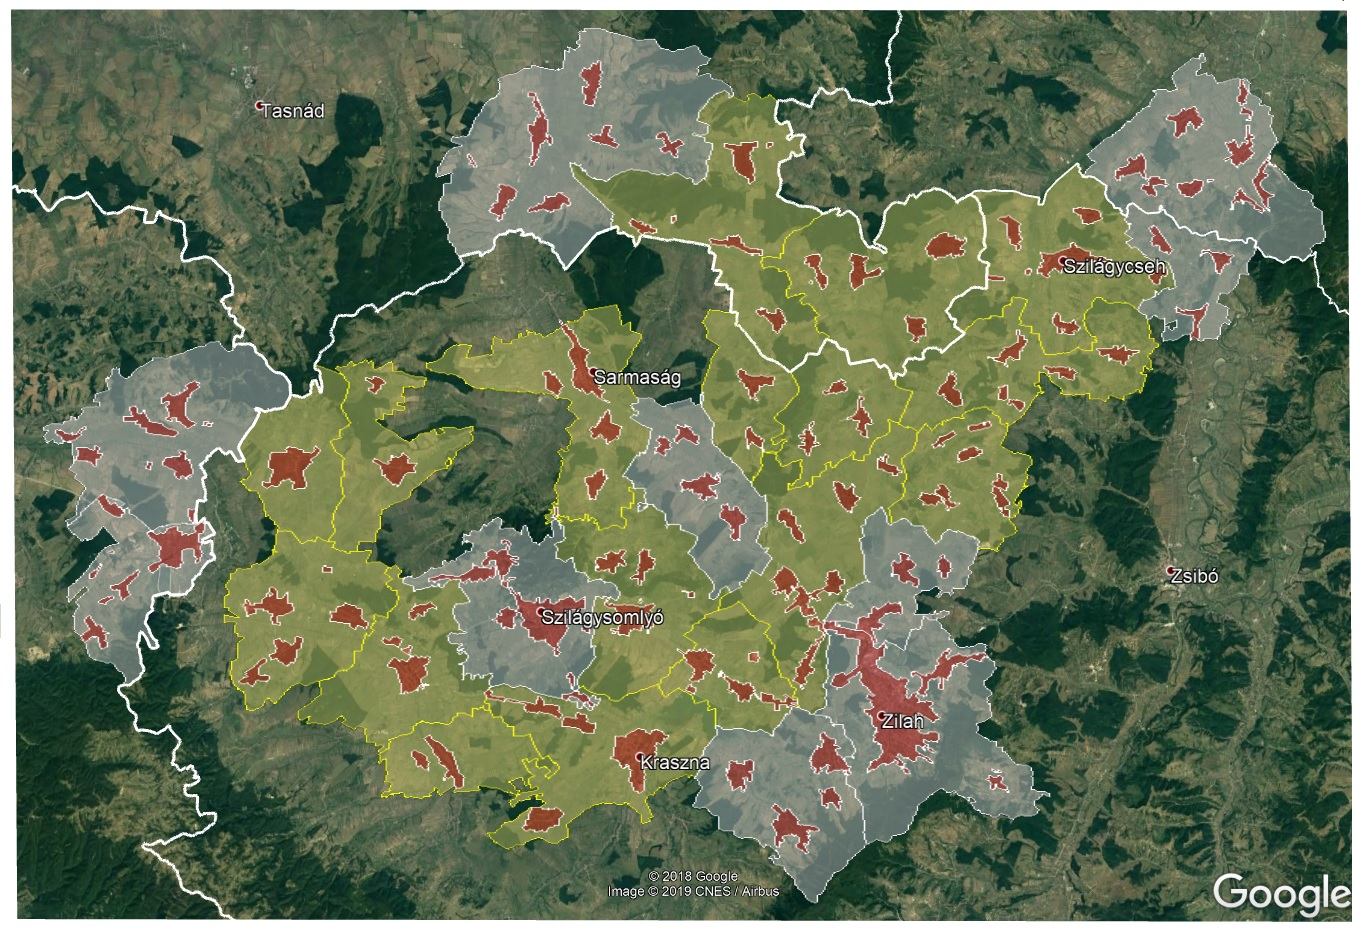 Tasnád
Szilágycseh
Sarmaság
Zsibó
Szilágysomlyó
Zilah
Kraszna
© 2018 Google
Image © 2019 CNES / Airbus
Google